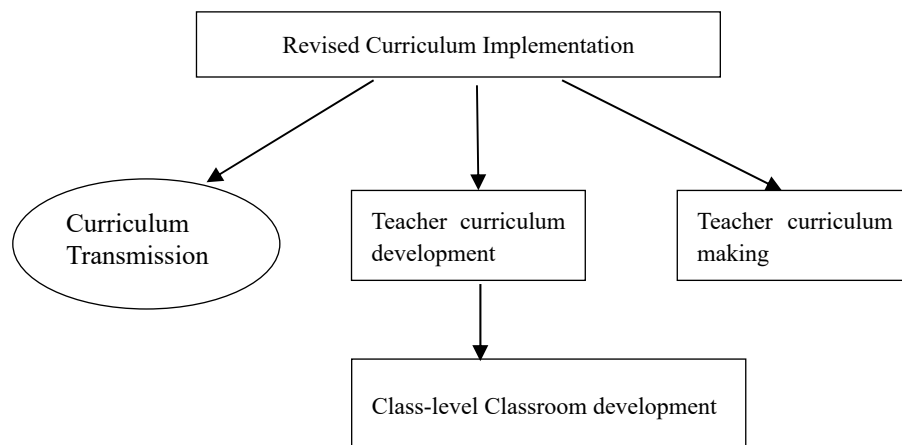 Revised Curriculum Implementation
Curriculum
Transmission
Teacher curriculum
development
Teacher curriculum
making
Class-level Classroom development